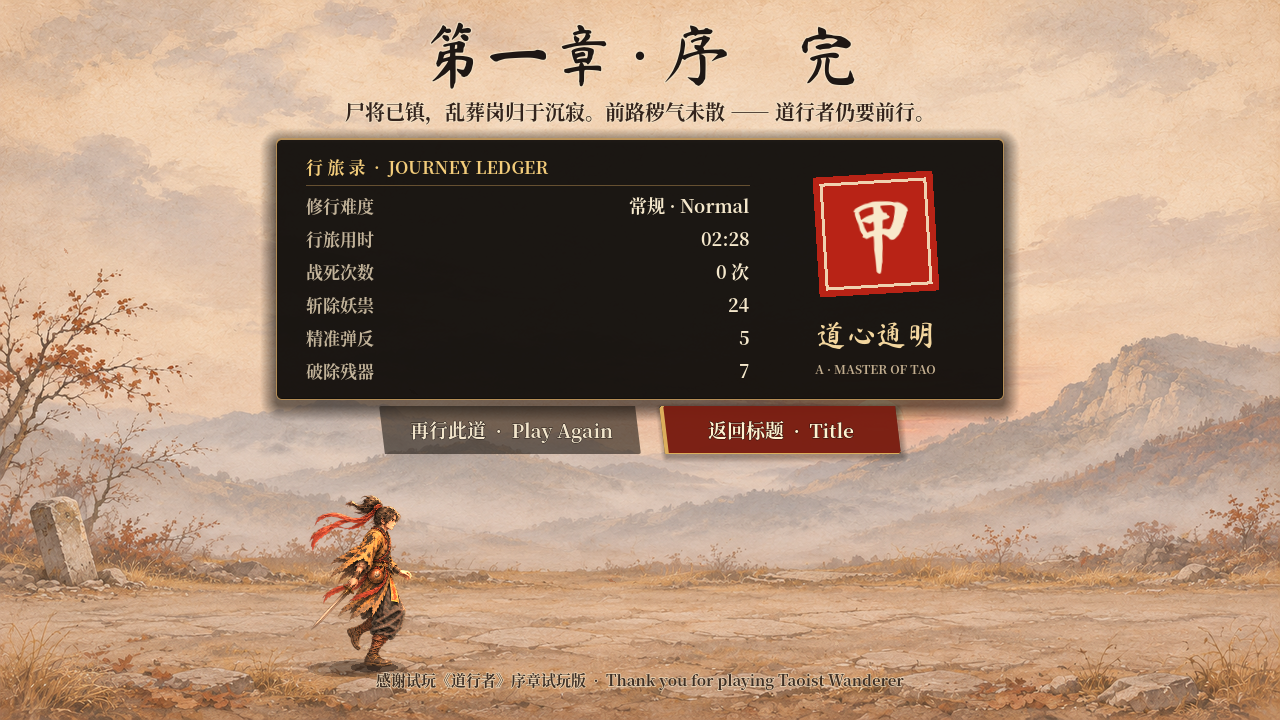 第一章·序　完
尸将已镇，乱葬岗归于沉寂。前路秽气未散 —— 道行者仍要前行。
行 旅 录 · JOURNEY LEDGER
修行难度 常规 · Normal
行旅用时 02:28
战死次数 0 次
斩除妖祟 24
精准弹反 5
破除残器 7
甲
道心通明
A · MASTER OF TAO
再行此道 · Play Again
返回标题 · Title
感谢试玩《道行者》序章试玩版 · Thank you for playing Taoist Wanderer